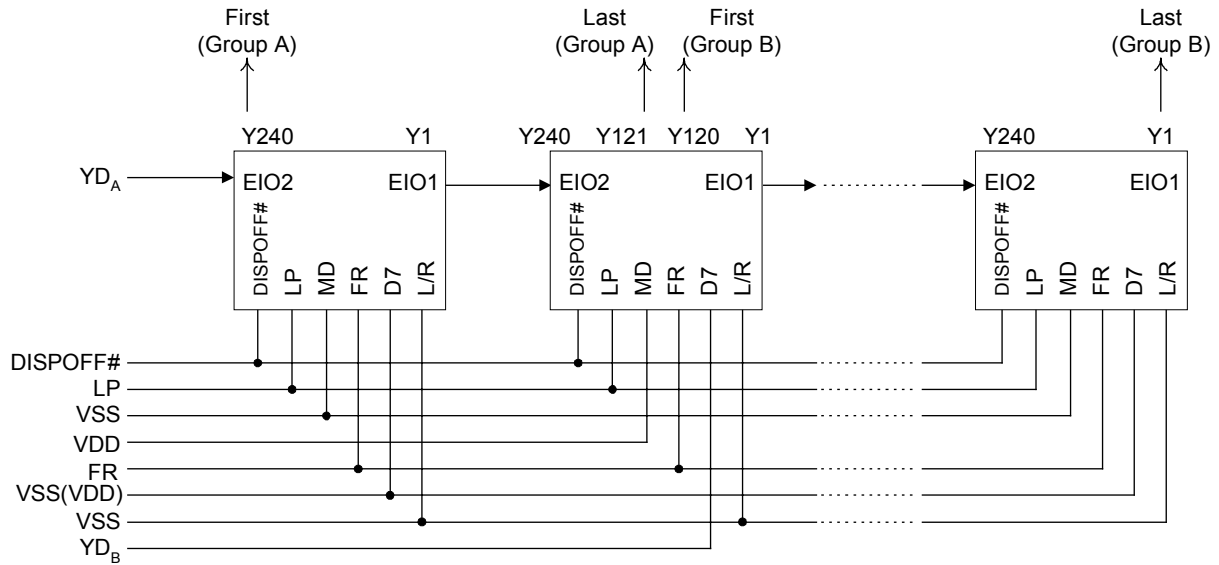 First
(Group A)
Last
(Group A)
First
(Group B)
Last
(Group B)
Y240 Y1
Y240 Y121 Y120 Y1
Y240 Y1
YDA
EIO2 EIO1
EIO2 EIO1
EIO2 EIO1
DISPOFF# LP MD FR D7 L/R
DISPOFF# LP MD FR D7 L/R
DISPOFF# LP MD FR D7 L/R
DISPOFF#
LP
VSS
VDD
FR
VSS(VDD)
VSS
YDB